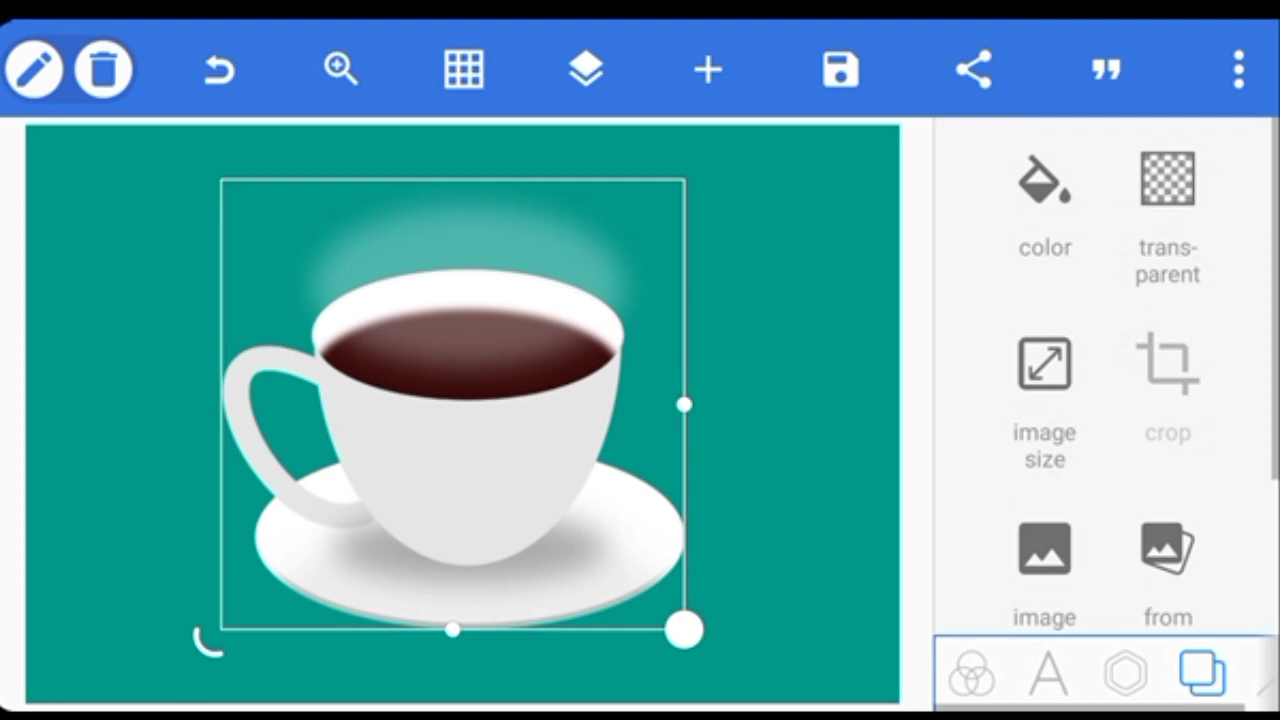 color
trans-
parent
image
size
crop
image
from